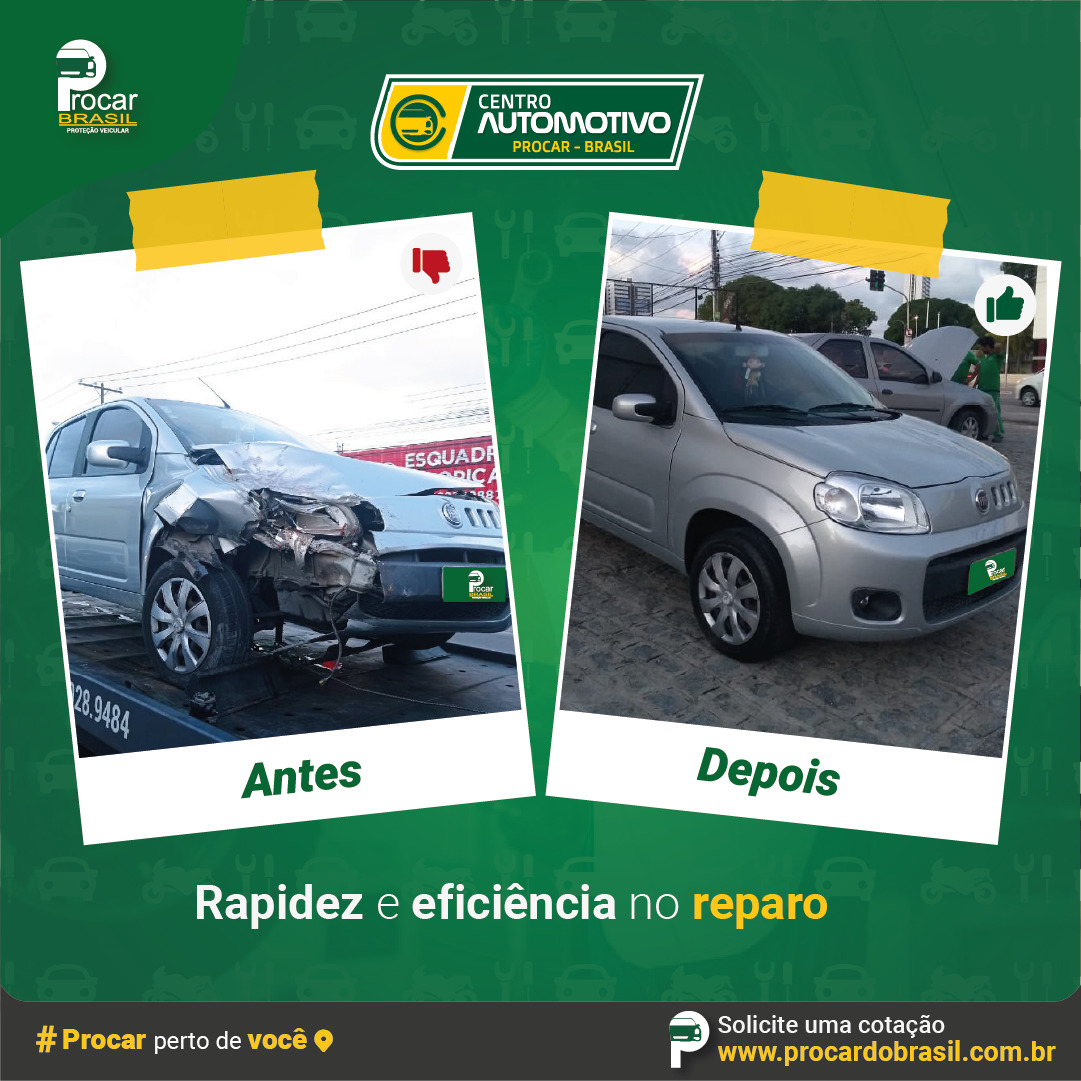 Procar
BRASIL
PROTEÇÃO VEICULAR
CENTRO
AUTOMOTIVO
PROCAR - BRASIL
ESQUADR
28.9484
Procar
BRASIL
Procar
BRASIL
Antes
Depois
Rapidez e eficiência no reparo
# Procar perto de você
Solicite uma cotação
www.procardobrasil.com.br